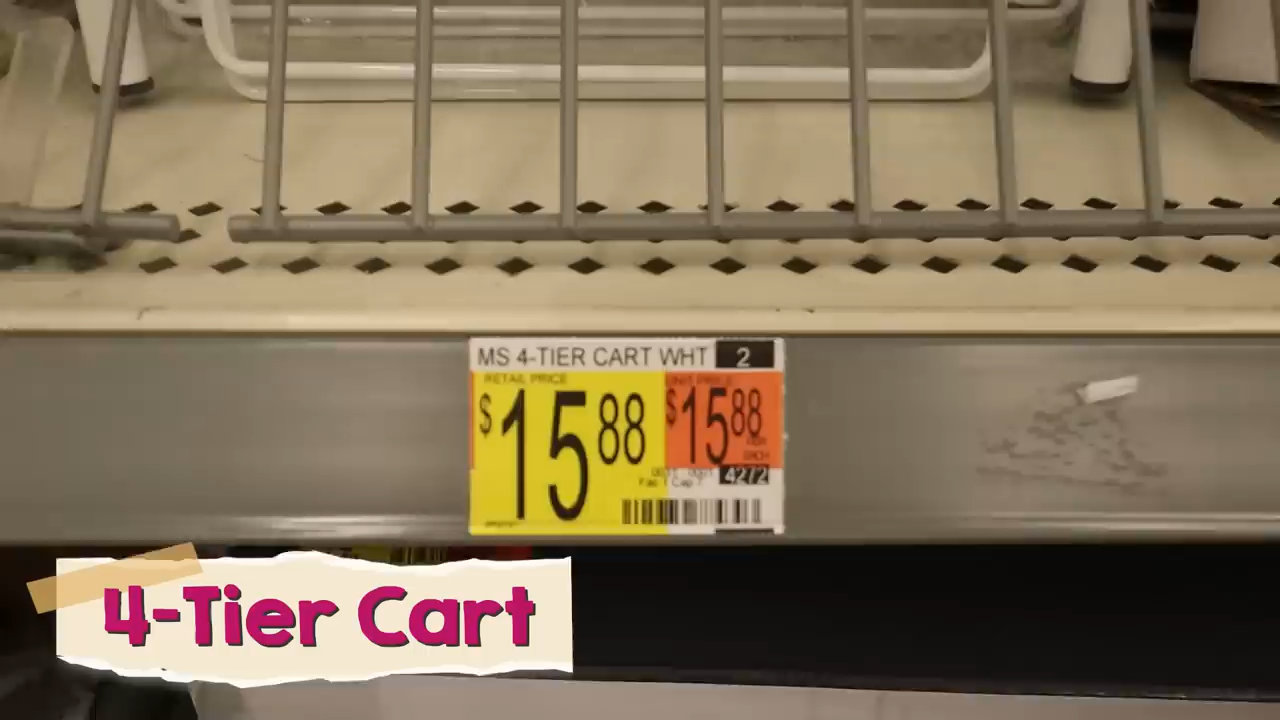 MS 4-TIER CART WHT 2
RETAIL PRICE
UNIT PRICE
$15 88
$15 88
PER
EACH
4272
4-Tier Cart